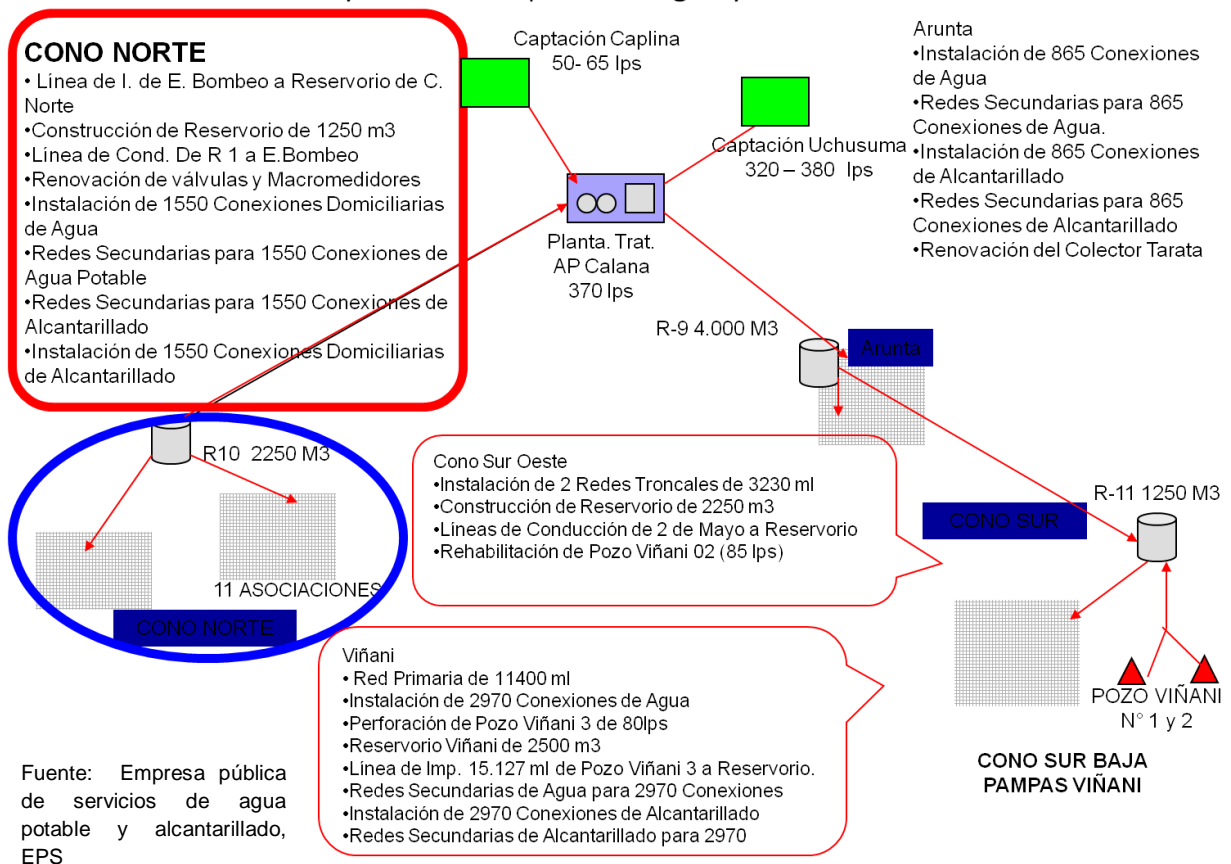 CONO NORTE
• Línea de I. de E. Bombeo a Reservorio de C.
Norte
•Construcción de Reservorio de 1250 m3
•Línea de Cond. De R 1 a E.Bombeo
•Renovación de válvulas y Macromedidores
•Instalación de 1550 Conexiones Domiciliarias
de Agua
•Redes Secundarias para 1550 Conexiones de
Agua Potable
•Redes Secundarias para 1550 Conexiones de
Alcantarillado
•Instalación de 1550 Conexiones Domiciliarias
de Alcantarillado
Captación Caplina
50- 65 lps
Captación Uchusuma
320 – 380 lps
Planta. Trat.
AP Calana
370 lps
Arunta
•Instalación de 865 Conexiones
de Agua
•Redes Secundarias para 865
Conexiones de Agua.
•Instalación de 865 Conexiones
de Alcantarillado
•Redes Secundarias para 865
Conexiones de Alcantarillado
•Renovación del Colector Tarata
R-9 4.000 M3
Arunta
R10 2250 M3
11 ASOCIACIONES
CONO NORTE
Cono Sur Oeste
•Instalación de 2 Redes Troncales de 3230 ml
•Construcción de Reservorio de 2250 m3
•Líneas de Conducción de 2 de Mayo a Reservorio
•Rehabilitación de Pozo Viñani 02 (85 lps)
CONO SUR
R-11 1250 M3
POZO VIÑANI
N° 1 y 2
CONO SUR BAJA
PAMPAS VIÑANI
Viñani
• Red Primaria de 11400 ml
•Instalación de 2970 Conexiones de Agua
•Perforación de Pozo Viñani 3 de 80lps
•Reservorio Viñani de 2500 m3
•Línea de Imp. 15.127 ml de Pozo Viñani 3 a Reservorio.
•Redes Secundarias de Agua para 2970 Conexiones
•Instalación de 2970 Conexiones de Alcantarillado
•Redes Secundarias de Alcantarillado para 2970
Fuente: Empresa pública
de servicios de agua
potable y alcantarillado,
EPS